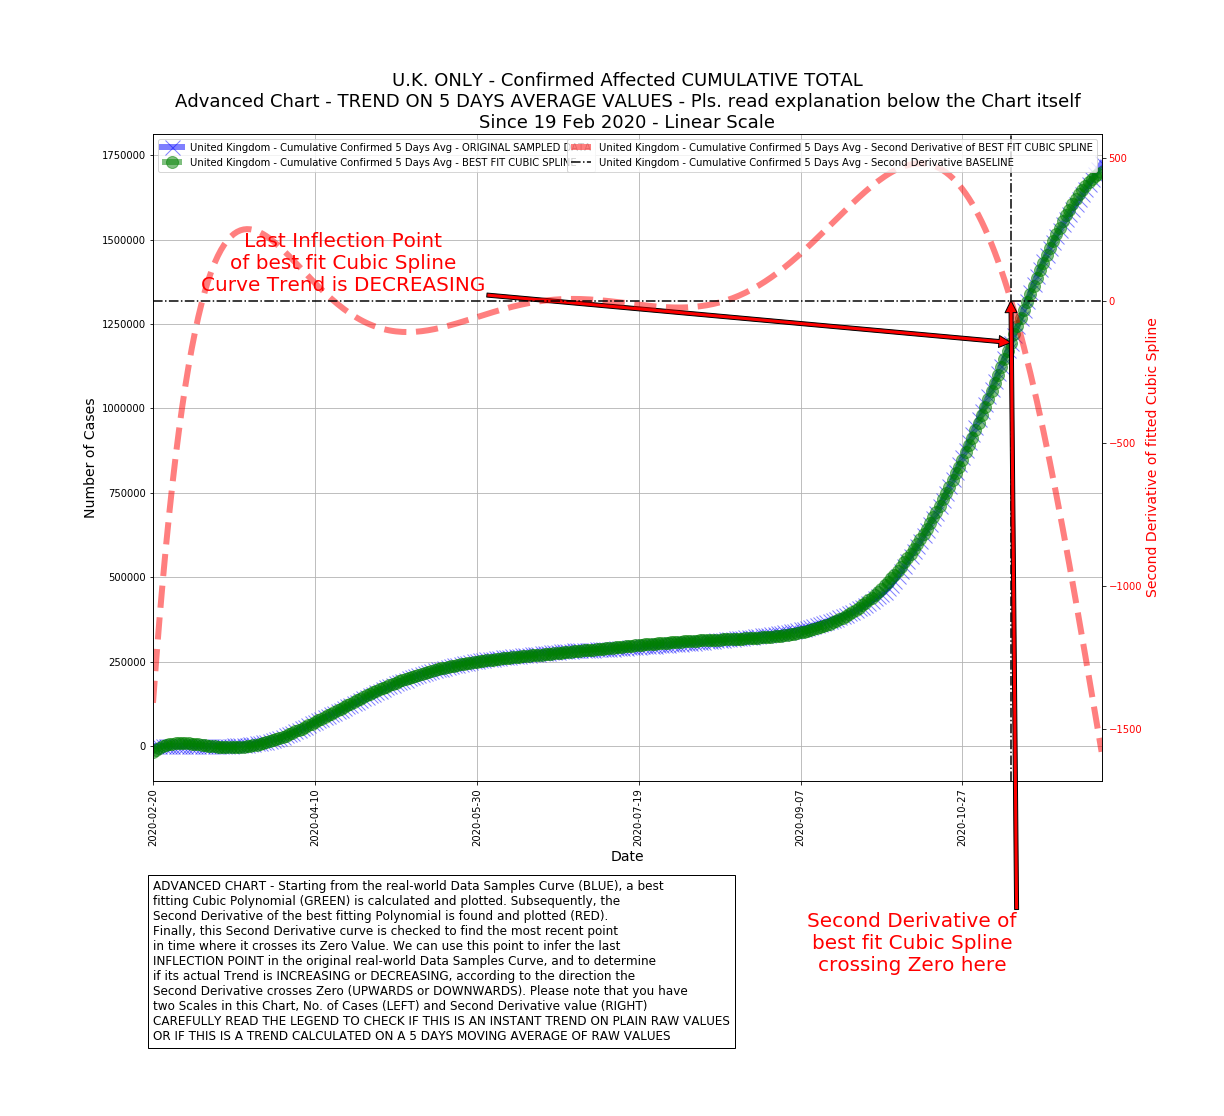 U.K. ONLY - Confirmed Affected CUMULATIVE TOTAL
Advanced Chart - TREND ON 5 DAYS AVERAGE VALUES - Pls. read explanation below the Chart itself
Since 19 Feb 2020 - Linear Scale
United Kingdom - Cumulative Confirmed 5 Days Avg - ORIGINAL SAMPLED
United Kingdom - Cumulative Confirmed 5 Days Avg - BEST FIT CUBIC SPLINE
United Kingdom - Cumulative Confirmed 5 Days Avg - Second Derivative of BEST FIT CUBIC SPLINE
United Kingdom - Cumulative Confirmed 5 Days Avg - Second Derivative BASELINE
1750000
1500000
1250000
1000000
750000
500000
250000
0
Number of Cases
Last Inflection Point
of best fit Cubic Spline
Curve Trend is DECREASING
500
0
−500
−1000
−1500
Second Derivative of fitted Cubic Spline
2020-02-20
2020-04-10
2020-05-30
2020-07-19
2020-09-07
2020-10-27
Date
ADVANCED CHART - Starting from the real-world Data Samples Curve (BLUE), a best
fitting Cubic Polynomial (GREEN) is calculated and plotted. Subsequently, the
Second Derivative of the best fitting Polynomial is found and plotted (RED).
Finally, this Second Derivative curve is checked to find the most recent point
in time where it crosses its Zero Value. We can use this point to infer the last
INFLECTION POINT in the original real-world Data Samples Curve, and to determine
if its actual Trend is INCREASING or DECREASING, according to the direction the
Second Derivative crosses Zero (UPWARDS or DOWNWARDS). Please note that you have
two Scales in this Chart, No. of Cases (LEFT) and Second Derivative value (RIGHT)
CAREFULLY READ THE LEGEND TO CHECK IF THIS IS AN INSTANT TREND ON PLAIN RAW VALUES
OR IF THIS IS A TREND CALCULATED ON A 5 DAYS MOVING AVERAGE OF RAW VALUES
Second Derivative of
best fit Cubic Spline
crossing Zero here